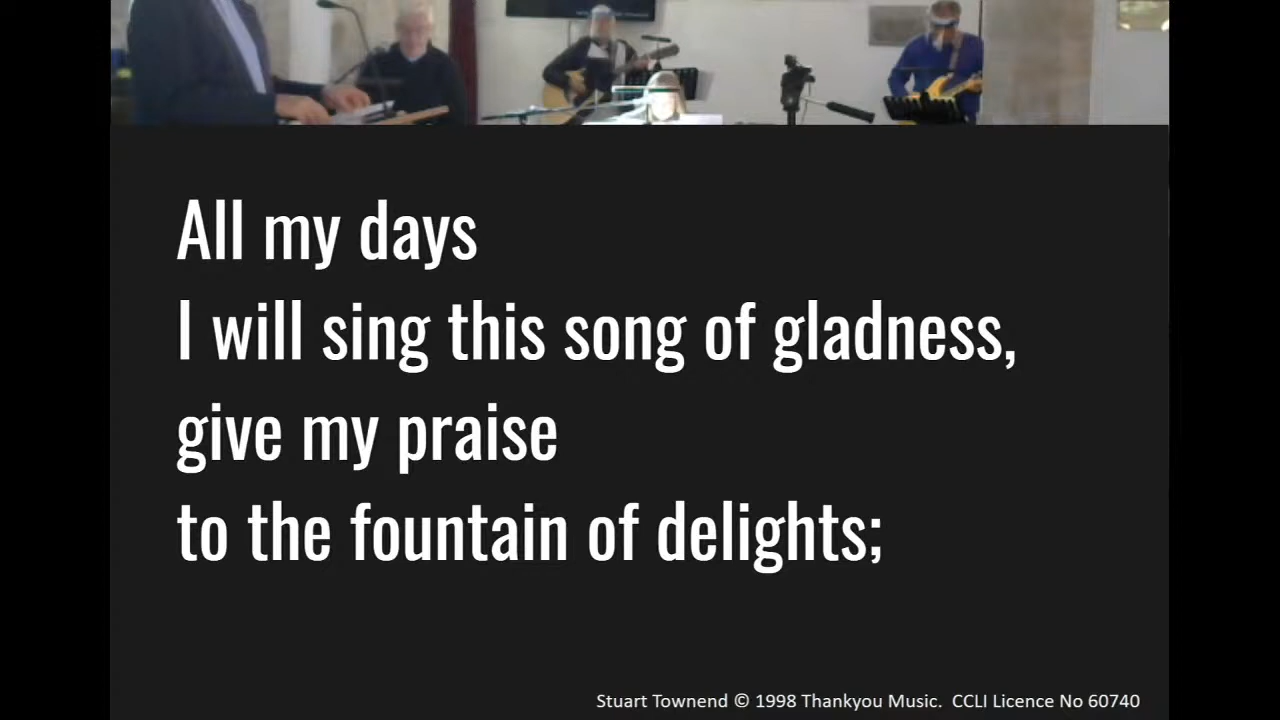 All my days
I will sing this song of gladness,
give my praise
to the fountain of delights;
Stuart Townend © 1998 Thankyou Music. CCLI Licence No 60740